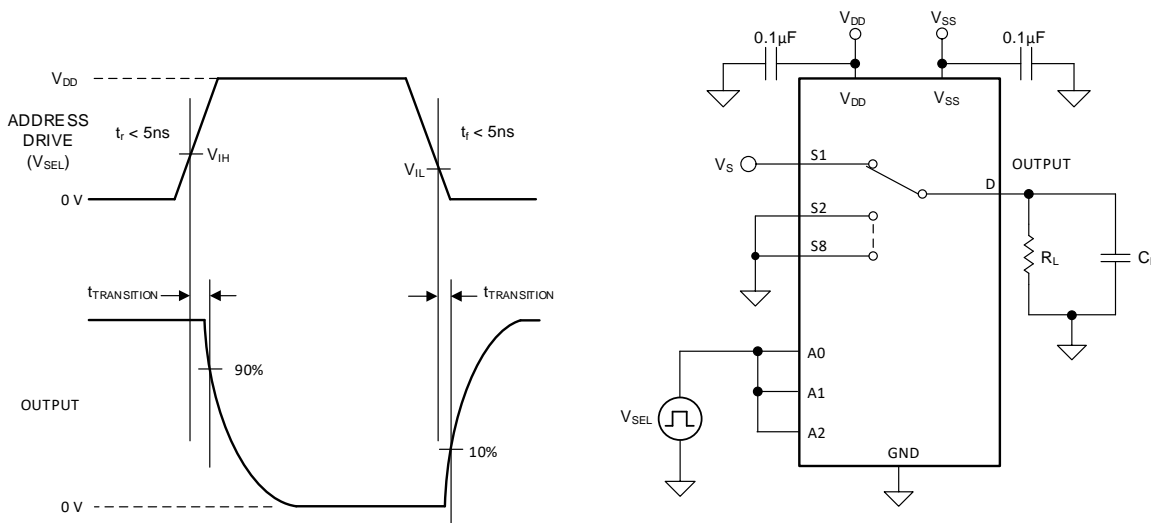 V_DD
ADDRESS
DRIVE
(V_SEL)
t_r < 5ns
V_IH
t_f < 5ns
V_IL
0 V
t_TRANSITION
t_TRANSITION
90%
OUTPUT
10%
0 V
V_DD
V_SS
0.1µF
0.1µF
V_DD
V_SS
V_S
S1
OUTPUT
D
S2
S8
R_L
A0
A1
V_SEL
A2
GND